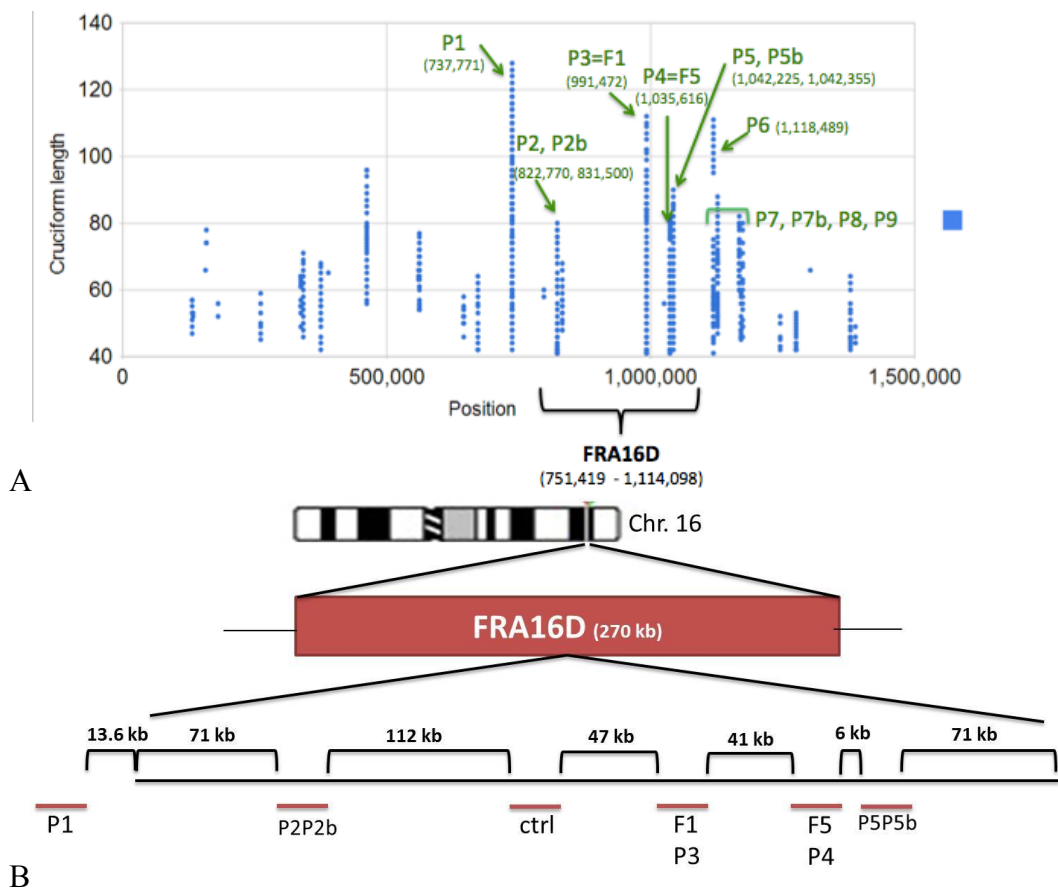 140
120
100
80
60
40
Cruciform length
P1
(737,771)
P2, P2b
(822,770, 831,500)
P3=F1
(991,472)
P4=F5
(1,035,616)
P5, P5b
(1,042,225, 1,042,355)
P6 (1,118,489)
P7, P7b, P8, P9
0
500,000
1,000,000
1,500,000
Position
FRA16D
(751,419 - 1,114,098)
A
Chr. 16
FRA16D (270 kb)
13.6 kb
71 kb
112 kb
47 kb
41 kb
6 kb
71 kb
P1
P2P2b
ctrl
F1
P3
F5
P4
P5P5b
B